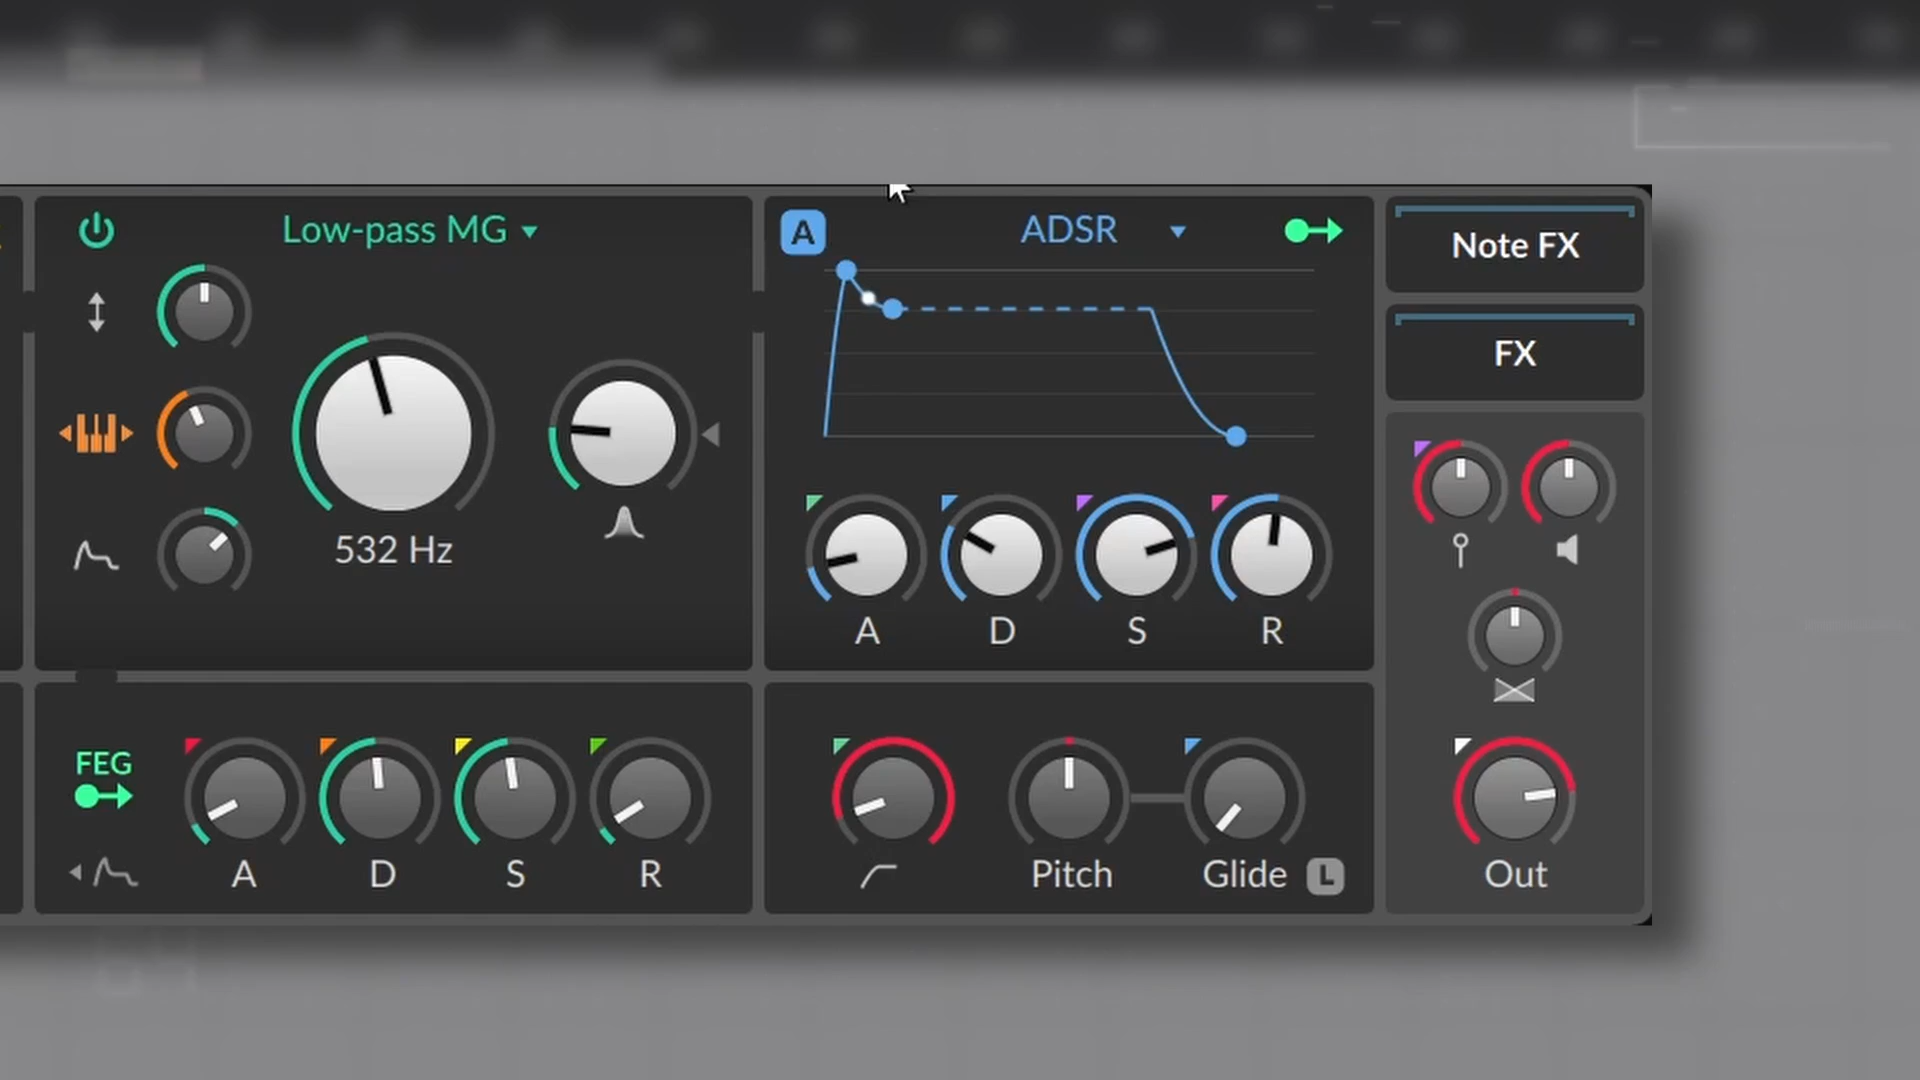 Low-pass MG
532 Hz
FEG
A D S R
A
ADSR
A D S R
Pitch
Glide
L
Note FX
FX
Out